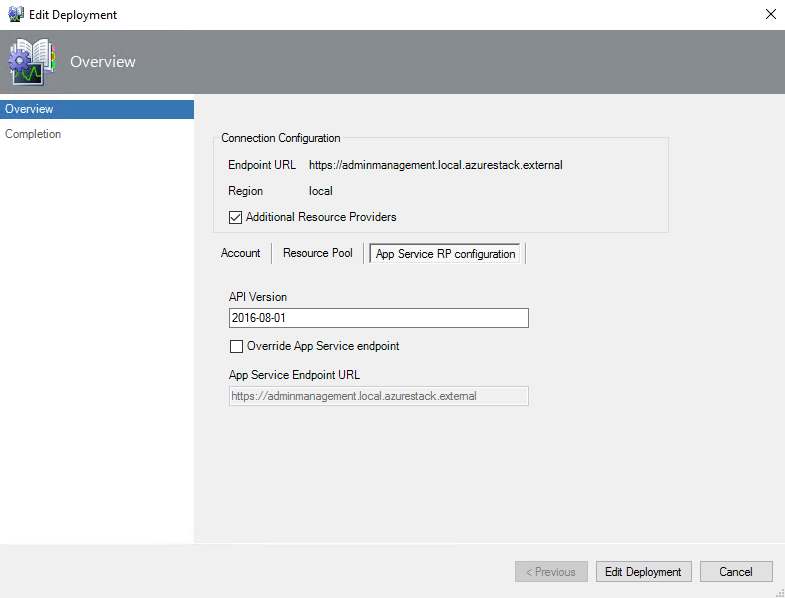 Edit Deployment
Overview
Overview
Completion
Connection Configuration
Endpoint URL https://adminmanagement.local.azurestack.external
Region local
Additional Resource Providers
Account Resource Pool App Service RP configuration
API Version
2016-08-01
Override App Service endpoint
App Service Endpoint URL
https://adminmanagement.local.azurestack.external
< Previous Edit Deployment Cancel